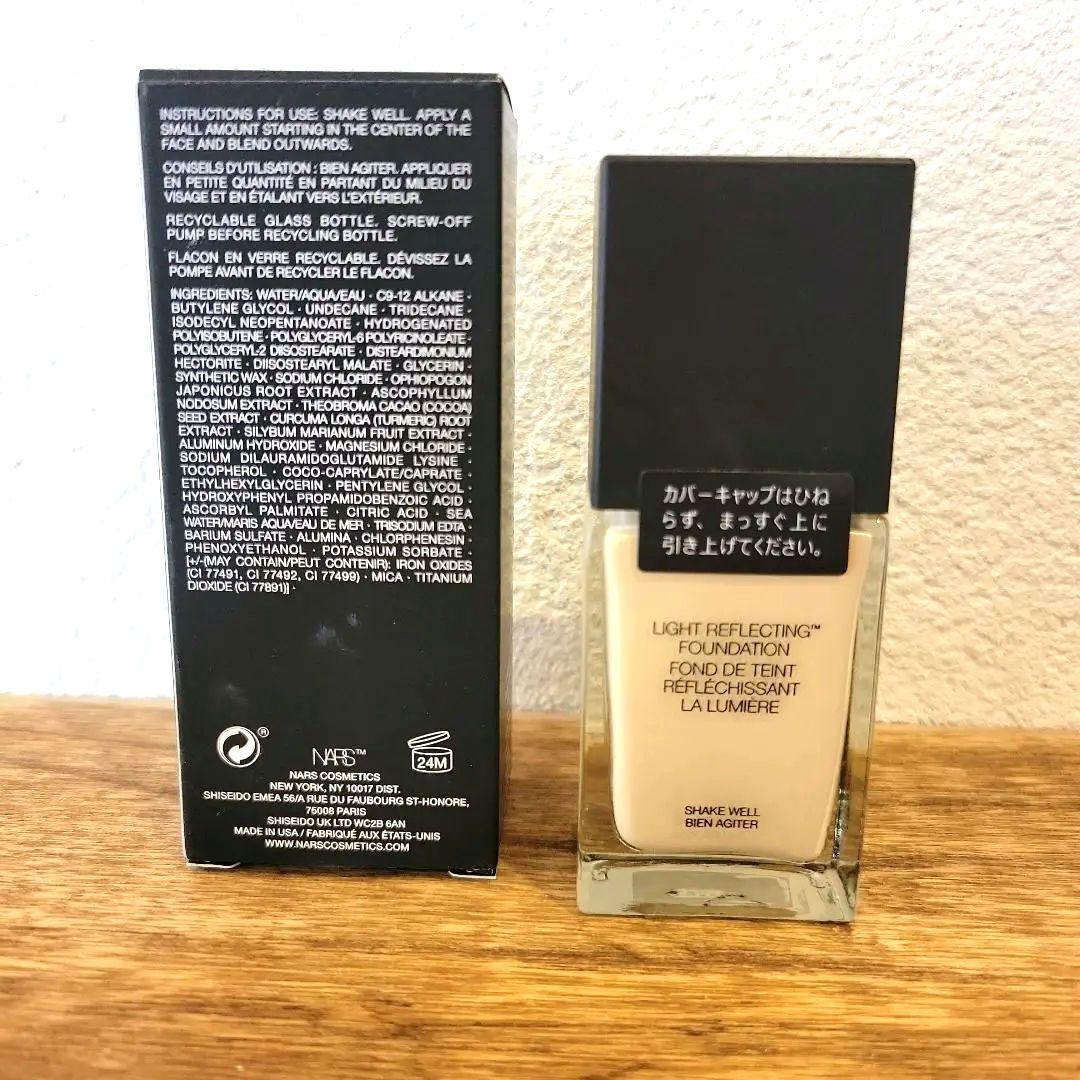 INSTRUCTIONS FOR USE: SHAKE WELL. APPLY A
SMALL AMOUNT STARTING IN THE CENTER OF THE
FACE AND BLEND OUTWARDS.
CONSEILS D'UTILISATION : BIEN AGITER. APPLIQUER
EN PETITE QUANTITÉ EN PARTANT DU MILIEU DU
VISAGE ET EN ÉTALANT VERS L'EXTÉRIEUR.
RECYCLABLE GLASS BOTTLE. SCREW-OFF
PUMP BEFORE RECYCLING BOTTLE.
FLACON EN VERRE RECYCLABLE. DÉVISSEZ LA
POMPE AVANT DE RECYCLER LE FLACON.
INGREDIENTS: WATER/AQUA/EAU · C9-12 ALKANE ·
BUTYLENE GLYCOL · UNDECANE · TRIDECANE ·
ISODECYL NEOPENTANOATE · HYDROGENATED
POLYISOBUTENE · POLYGLYCERYL-6 POLYRICINOLEATE ·
POLYGLYCERYL-2 DIISOSTEARATE · DISTEARDIMONIUM
HECTORITE · DIISOSTEARYL MALATE · GLYCERIN ·
SYNTHETIC WAX · SODIUM CHLORIDE · OPHIOPOGON
JAPONICUS ROOT EXTRACT · ASCOPHYLLUM
NODOSUM EXTRACT · THEOBROMA CACAO (COCOA)
SEED EXTRACT · CURCUMA LONGA (TURMERIC) ROOT
EXTRACT · SILYBUM MARIANUM FRUIT EXTRACT ·
ALUMINUM HYDROXIDE · MAGNESIUM CHLORIDE ·
SODIUM DILAURAMIDOGLUTAMIDE LYSINE ·
TOCOPHEROL · COCO-CAPRYLATE/CAPRATE ·
ETHYLHEXYLGLYCERIN · PENTYLENE GLYCOL ·
HYDROXYPHENYL PROPAMIDOBENZOIC ACID ·
ASCORBYL PALMITATE · CITRIC ACID · SEA
WATER/MARIS AQUA/EAU DE MER · TRISODIUM EDTA ·
BARIUM SULFATE · ALUMINA · CHLORPHENESIN ·
PHENOXYETHANOL · POTASSIUM SORBATE ·
[+/-(MAY CONTAIN/PEUT CONTENIR): IRON OXIDES
(CI 77491, CI 77492, CI 77499) · MICA · TITANIUM
DIOXIDE (CI 77891)] ·
®
NARS™
24M
NARS COSMETICS
NEW YORK, NY 10017 DIST.
SHISEIDO EMEA 56/A RUE DU FAUBOURG ST-HONORE,
75008 PARIS
SHISEIDO UK LTD WC2B 6AN
MADE IN USA / FABRIQUÉ AUX ÉTATS-UNIS
WWW.NARSCOSMETICS.COM
カバーキャップはひね
らず、まっすぐ上に
引き上げてください。
LIGHT REFLECTING™
FOUNDATION
FOND DE TEINT
RÉFLÉCHISSANT
LA LUMIÈRE
SHAKE WELL
BIEN AGITER